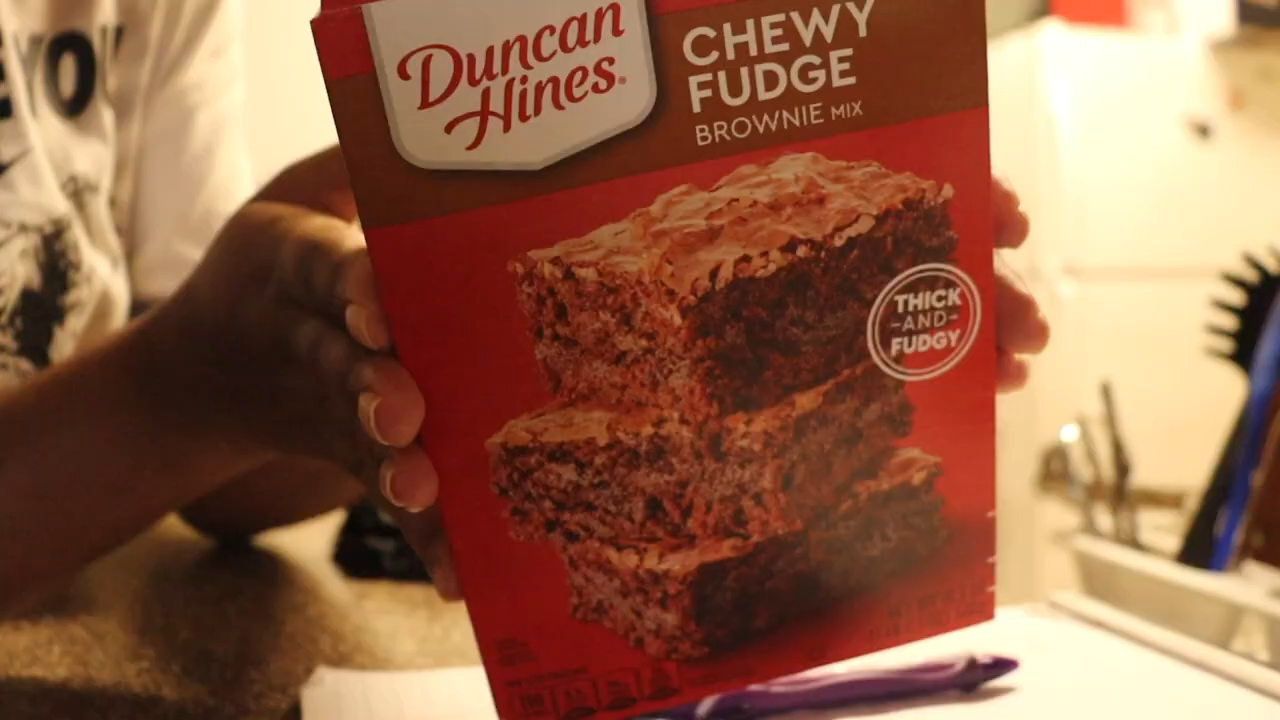 Duncan
Hines
CHEWY
FUDGE
BROWNIE MIX
THICK
-AND-
FUDGY